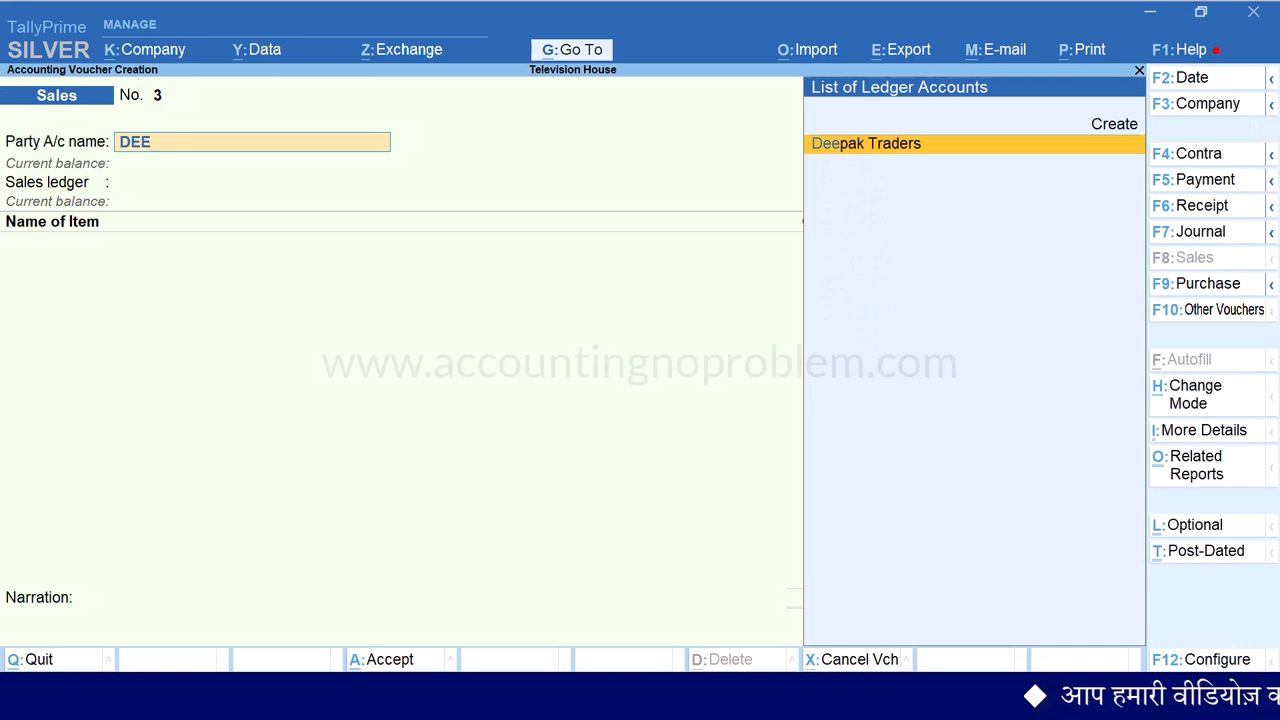 TallyPrime MANAGE
SILVER K:Company Y:Data Z:Exchange G:Go To O:Import E:Export M:E-mail P:Print F1:Help
Accounting Voucher Creation Television House
Sales No. 3
Party A/c name: DEE
Current balance:
Sales ledger :
Current balance:
Name of Item
Narration:
List of Ledger Accounts
Create
Deepak Traders
F2:Date
F3:Company
F4:Contra
F5:Payment
F6:Receipt
F7:Journal
F8:Sales
F9:Purchase
F10:Other Vouchers
F:Autofill
H:Change
Mode
I:More Details
O:Related
Reports
L:Optional
T:Post-Dated
F12:Configure
www.accountingnoproblem.com
Q:Quit A:Accept D:Delete X:Cancel Vch
आप हमारी वीडियोज़